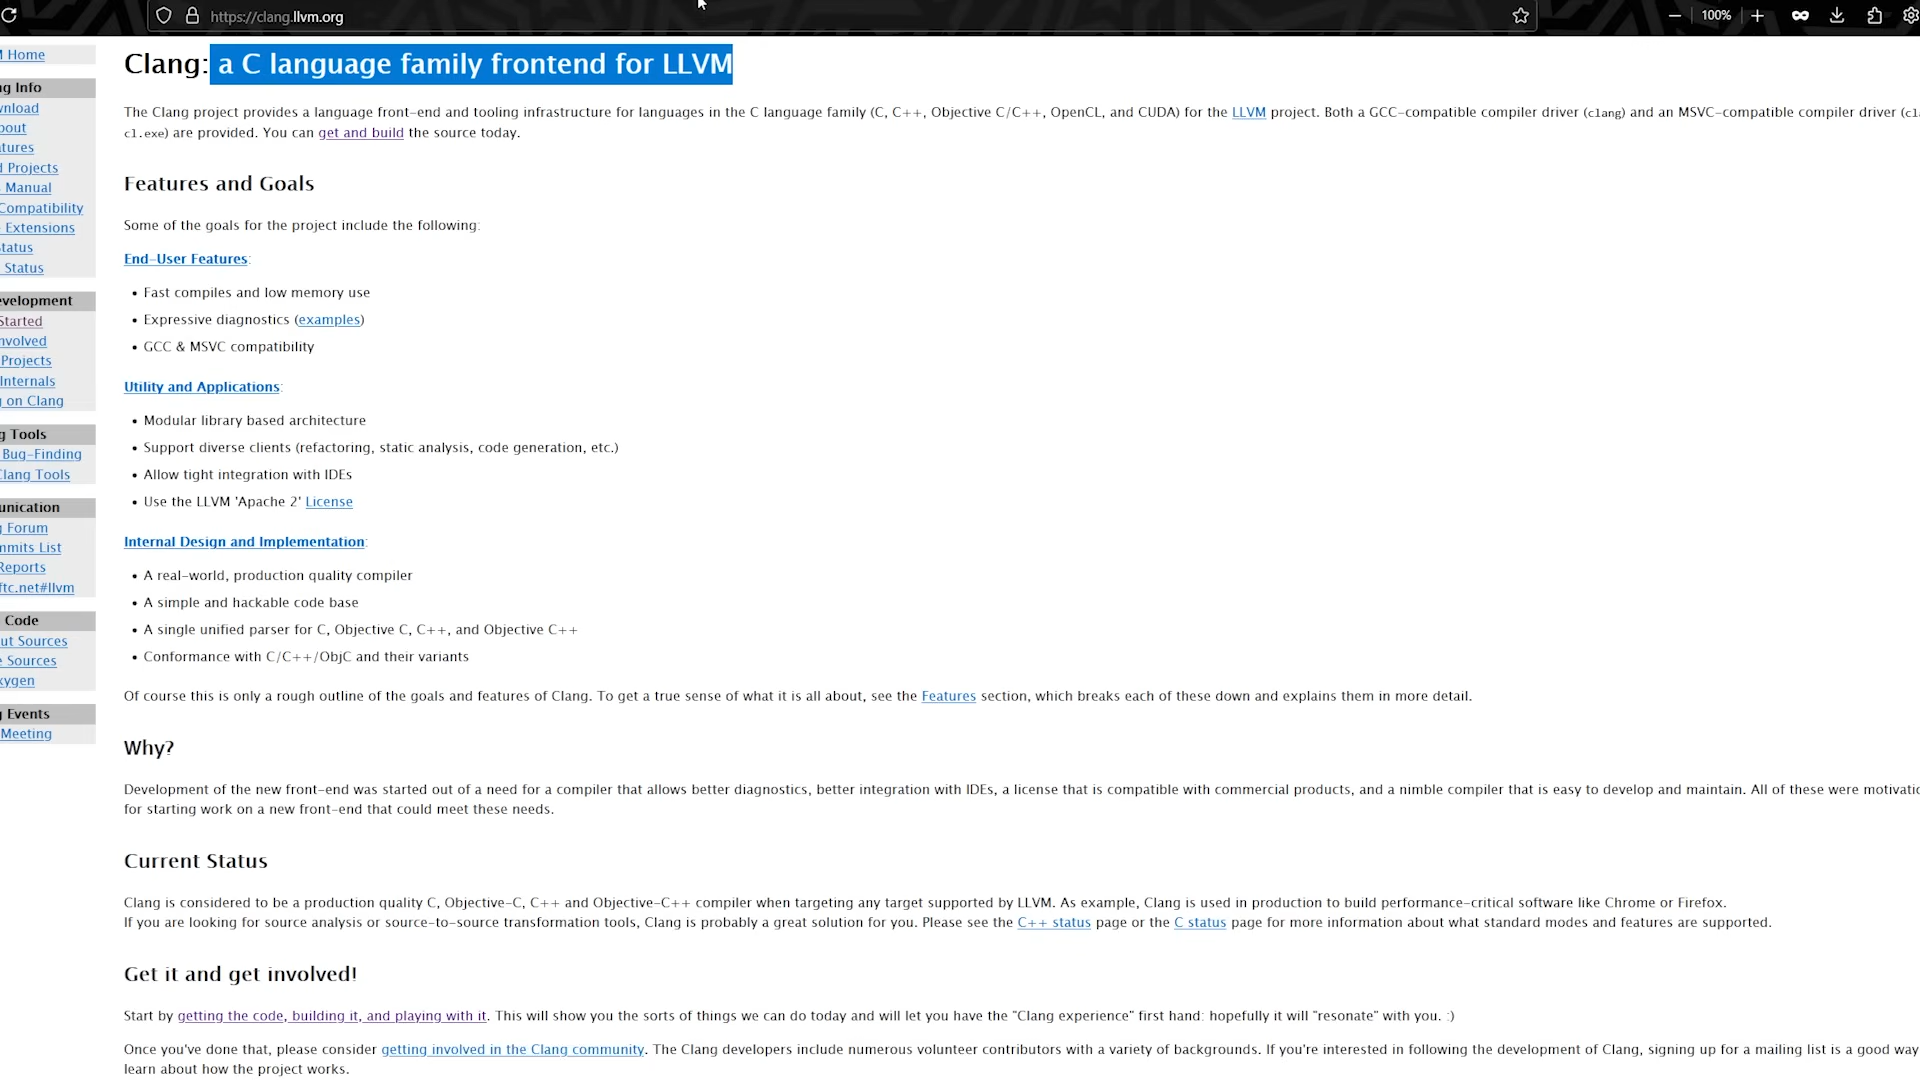 https://clang.llvm.org
100%
Home
Clang: a C language family frontend for LLVM
The Clang project provides a language front-end and tooling infrastructure for languages in the C language family (C, C++, Objective C/C++, OpenCL, and CUDA) for the LLVM project. Both a GCC-compatible compiler driver (clang) and an MSVC-compatible compiler driver (
cl.exe) are provided. You can get and build the source today.
Features and Goals
Some of the goals for the project include the following:
End-User Features:
• Fast compiles and low memory use
• Expressive diagnostics (examples)
• GCC & MSVC compatibility
Utility and Applications:
• Modular library based architecture
• Support diverse clients (refactoring, static analysis, code generation, etc.)
• Allow tight integration with IDEs
• Use the LLVM 'Apache 2' License
Internal Design and Implementation:
• A real-world, production quality compiler
• A simple and hackable code base
• A single unified parser for C, Objective C, C++, and Objective C++
• Conformance with C/C++/ObjC and their variants
Of course this is only a rough outline of the goals and features of Clang. To get a true sense of what it is all about, see the Features section, which breaks each of these down and explains them in more detail.
Why?
Development of the new front-end was started out of a need for a compiler that allows better diagnostics, better integration with IDEs, a license that is compatible with commercial products, and a nimble compiler that is easy to develop and maintain. All of these were motivatio
for starting work on a new front-end that could meet these needs.
Current Status
Clang is considered to be a production quality C, Objective-C, C++ and Objective-C++ compiler when targeting any target supported by LLVM. As example, Clang is used in production to build performance-critical software like Chrome or Firefox.
If you are looking for source analysis or source-to-source transformation tools, Clang is probably a great solution for you. Please see the C++ status page or the C status page for more information about what standard modes and features are supported.
Get it and get involved!
Start by getting the code, building it, and playing with it. This will show you the sorts of things we can do today and will let you have the "Clang experience" first hand: hopefully it will "resonate" with you. :)
Once you've done that, please consider getting involved in the Clang community. The Clang developers include numerous volunteer contributors with a variety of backgrounds. If you're interested in following the development of Clang, signing up for a mailing list is a good way
learn about how the project works.
ng Info
wnload
bout
atures
d Projects
Manual
Compatibility
Extensions
Status
Status
evelopment
Started
nvolved
Projects
Internals
g on Clang
g Tools
Bug-Finding
Clang Tools
unication
g Forum
mmits List
Reports
ftc.net#llvm
Code
ut Sources
e Sources
xygen
g Events
Meeting